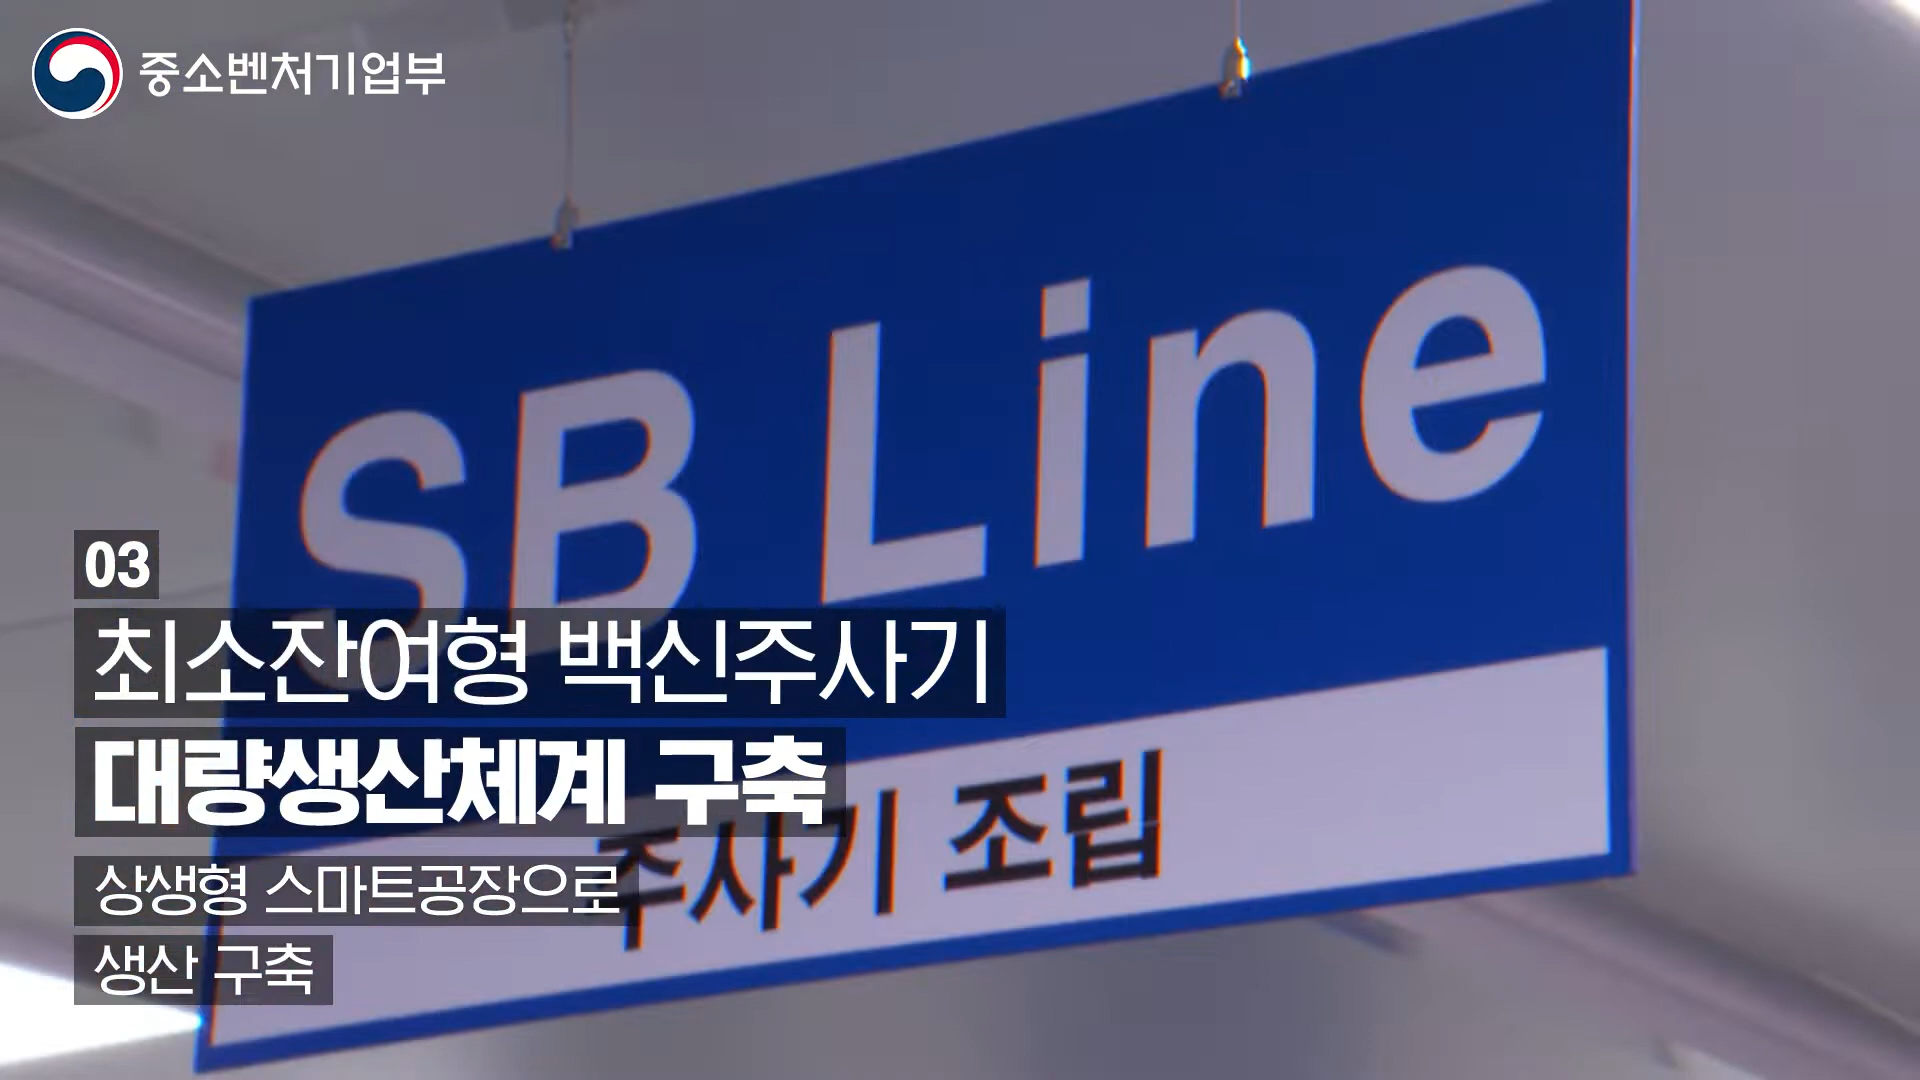 중소벤처기업부
SB Line
주사기 조립
03
최소잔여형 백신주사기
대량생산체계 구축
상생형 스마트공장으로
생산 구축